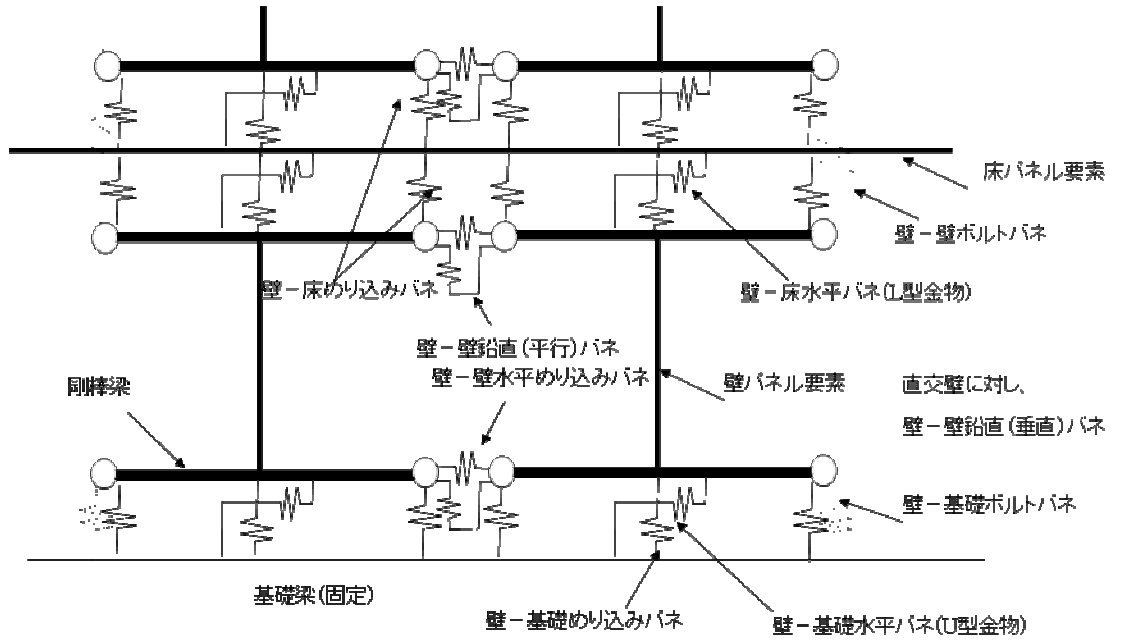 床パネル要素
壁－壁ボルトバネ
壁－床めり込みバネ
壁－床水平バネ(L型金物)
壁－壁鉛直(平行)バネ
壁－壁水平めり込みバネ
剛棒梁
壁パネル要素
直交壁に対し、
壁－壁鉛直(垂直)バネ
壁－基礎ボルトバネ
基礎梁(固定)
壁－基礎めり込みバネ
壁－基礎水平バネ(U型金物)